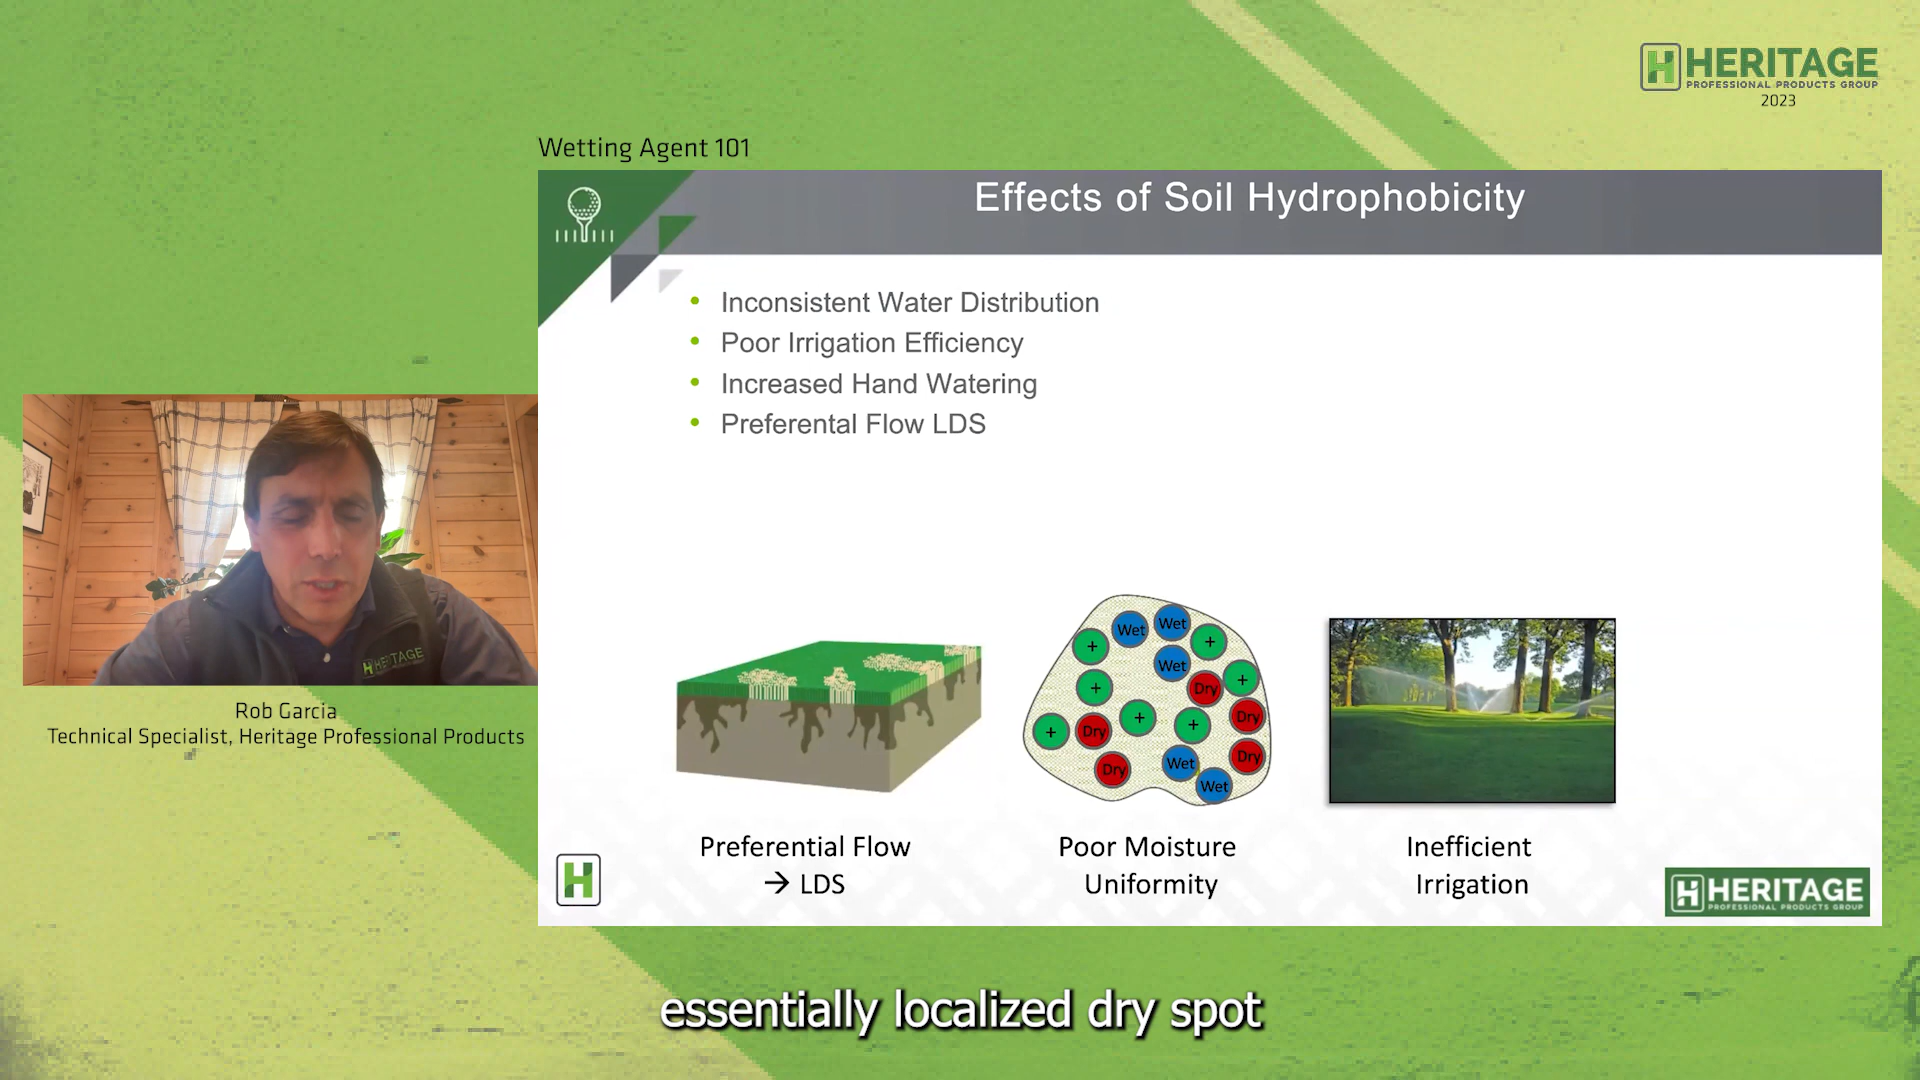 HERITAGE
PROFESSIONAL PRODUCTS GROUP
2023
Wetting Agent 101
Effects of Soil Hydrophobicity
• Inconsistent Water Distribution
• Poor Irrigation Efficiency
• Increased Hand Watering
• Preferental Flow LDS
HERITAGE
Rob Garcia
Technical Specialist, Heritage Professional Products
Wet
Wet
+
+
Wet
+
+
Dry
+
+
Dry
+
Dry
+
Dry
Wet
Dry
Wet
Preferential Flow
→ LDS
Poor Moisture
Uniformity
Inefficient
Irrigation
HERITAGE
PROFESSIONAL PRODUCTS GROUP
essentially localized dry spot